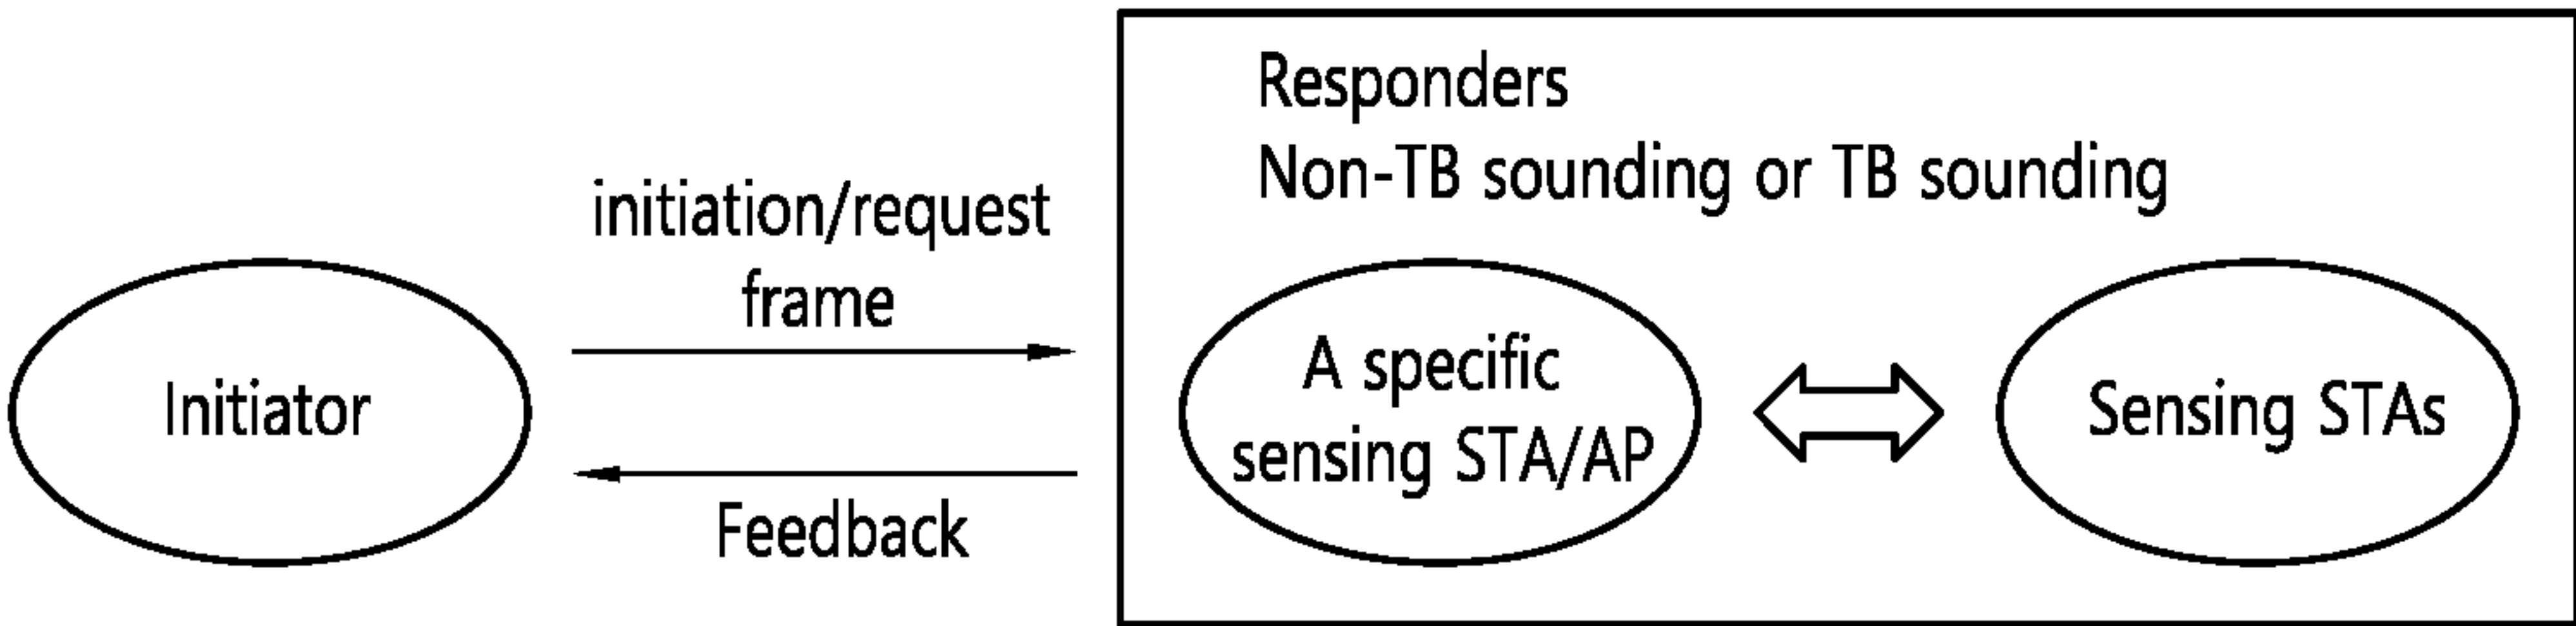 Responders
Non-TB sounding or TB sounding
initiation/request
frame
Initiator
A specific
sensing STA/AP
Sensing STAs
Feedback